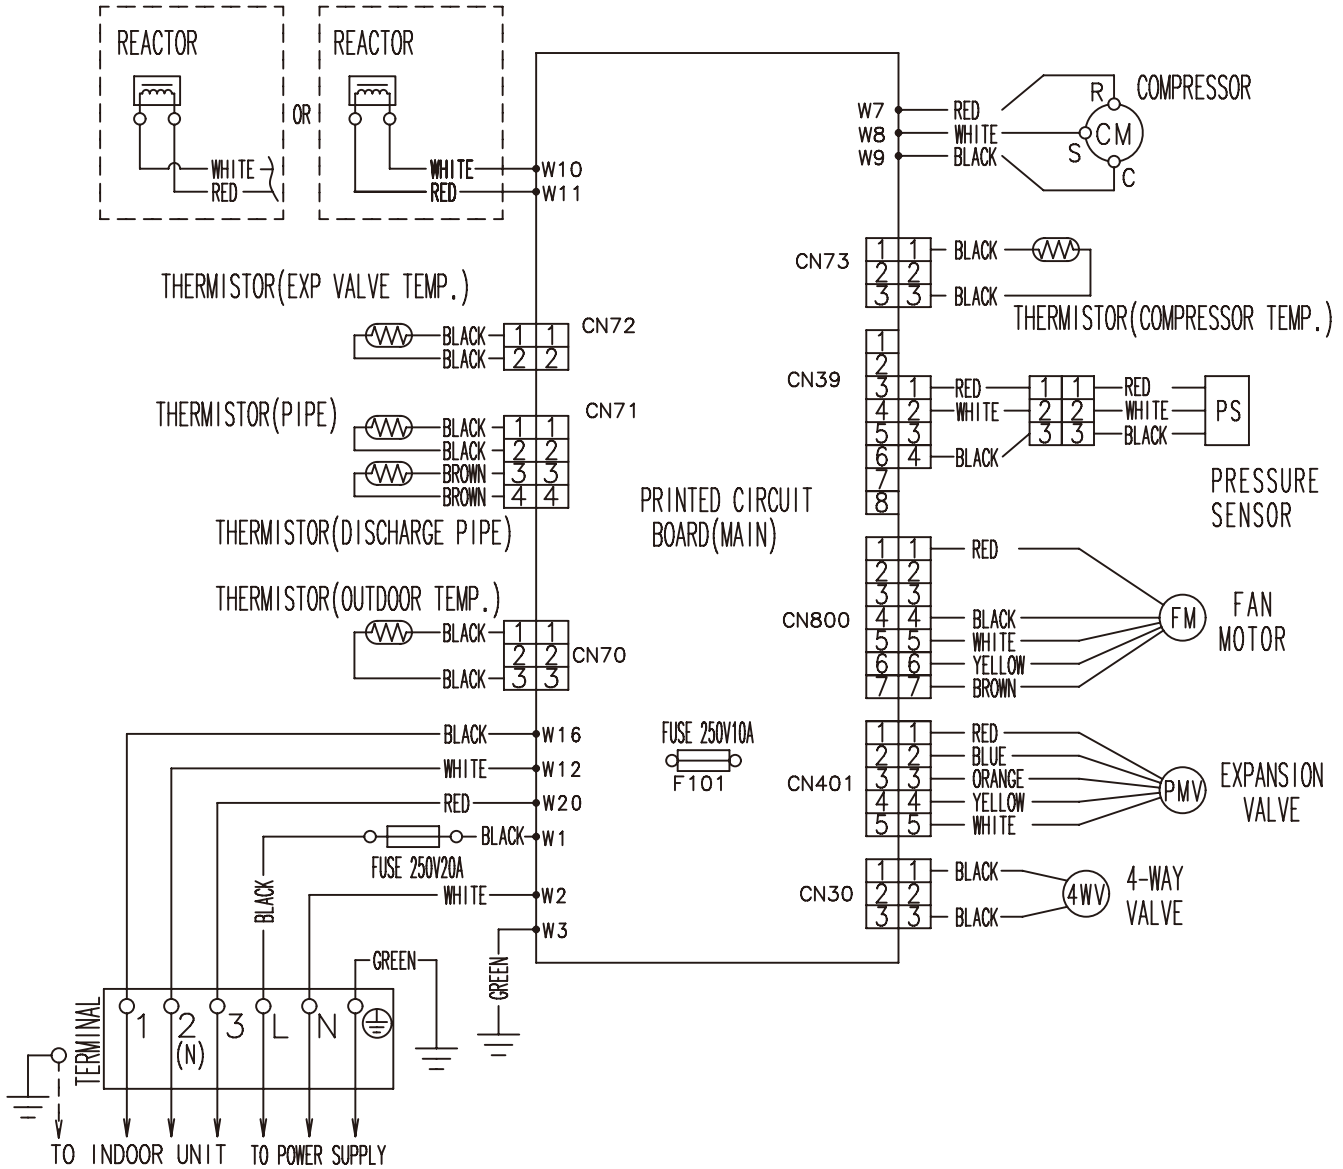 REACTOR
OR
REACTOR
WHITE
RED
WHITE
RED
W10
W11
W7 RED
W8 WHITE
W9 BLACK
R
S
C
CM
COMPRESSOR
CN73
1 1 BLACK
2 2
3 3 BLACK
THERMISTOR(COMPRESSOR TEMP.)
THERMISTOR(EXP VALVE TEMP.)
CN72
BLACK 1 1
BLACK 2 2
THERMISTOR(PIPE)
CN71
BLACK 1 1
BLACK 2 2
BROWN 3 3
BROWN 4 4
THERMISTOR(DISCHARGE PIPE)
CN39
1
2
3 1 RED 1 1 RED
4 2 WHITE 2 2 WHITE
5 3 3 3 BLACK
6 4 BLACK
7
8
PS
PRESSURE
SENSOR
PRINTED CIRCUIT
BOARD(MAIN)
THERMISTOR(OUTDOOR TEMP.)
BLACK 1 1
2 2 CN70
BLACK 3 3
CN800
1 1 RED
2 2
3 3
4 4 BLACK
5 5 WHITE
6 6 YELLOW
7 7 BROWN
FM
FAN
MOTOR
FUSE 250V10A
F101
CN401
1 1 RED
2 2 BLUE
3 3 ORANGE
4 4 YELLOW
5 5 WHITE
PMV
EXPANSION
VALVE
CN30
1 1 BLACK
2 2
3 3 BLACK
4WV
4-WAY
VALVE
BLACK W16
WHITE W12
RED W20
BLACK W1
FUSE 250V20A
BLACK
WHITE W2
W3
GREEN
GREEN
TERMINAL
1 2 3 L N
(N)
TO INDOOR UNIT TO POWER SUPPLY